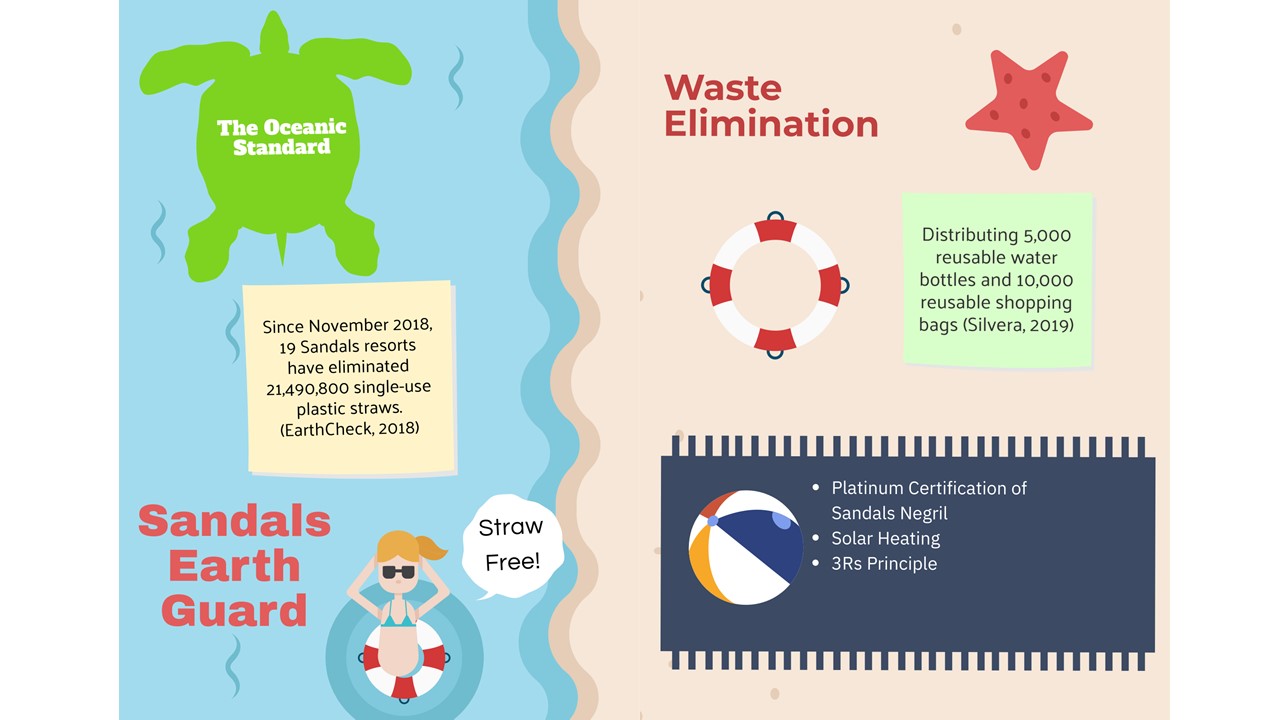 The Oceanic
Standard
Since November 2018,
19 Sandals resorts
have eliminated
21,490,800 single-use
plastic straws.
(EarthCheck, 2018)
Sandals
Earth
Guard
Straw
Free!
Waste
Elimination
Distributing 5,000
reusable water
bottles and 10,000
reusable shopping
bags (Silvera, 2019)
• Platinum Certification of
Sandals Negril
• Solar Heating
• 3Rs Principle